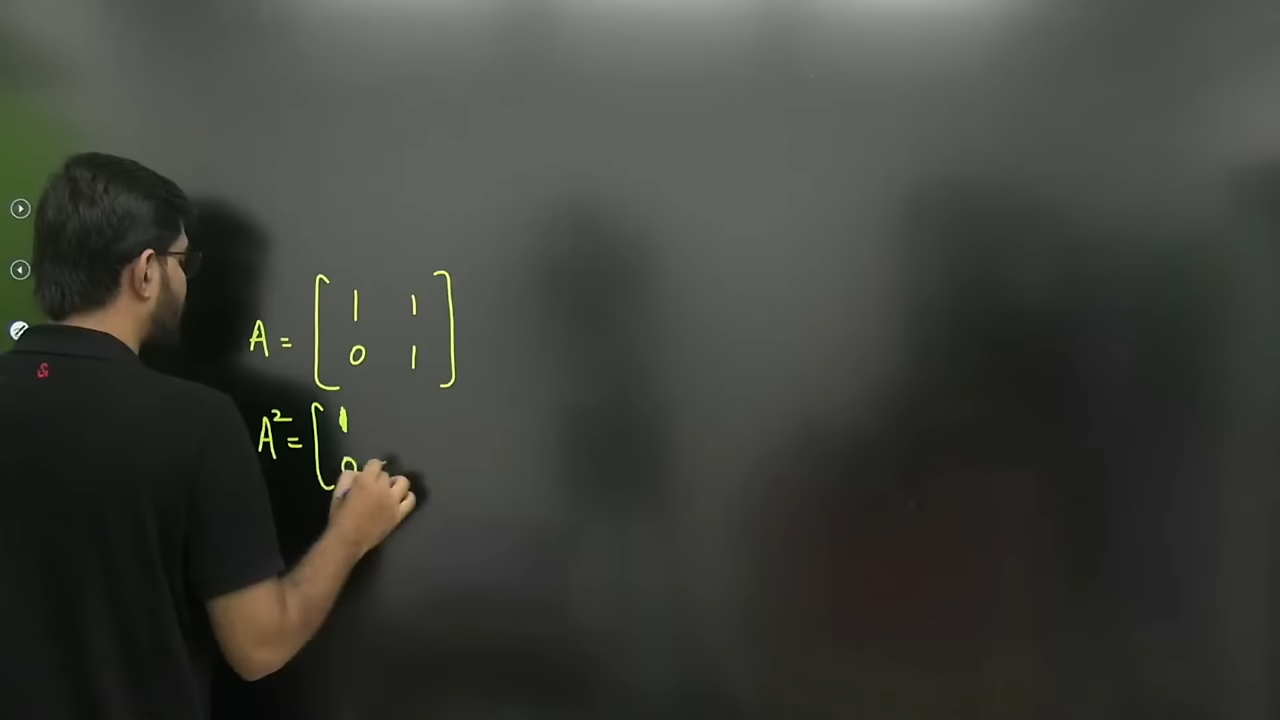 A = [ 1 1
0 1 ]
A² = [ 1
0